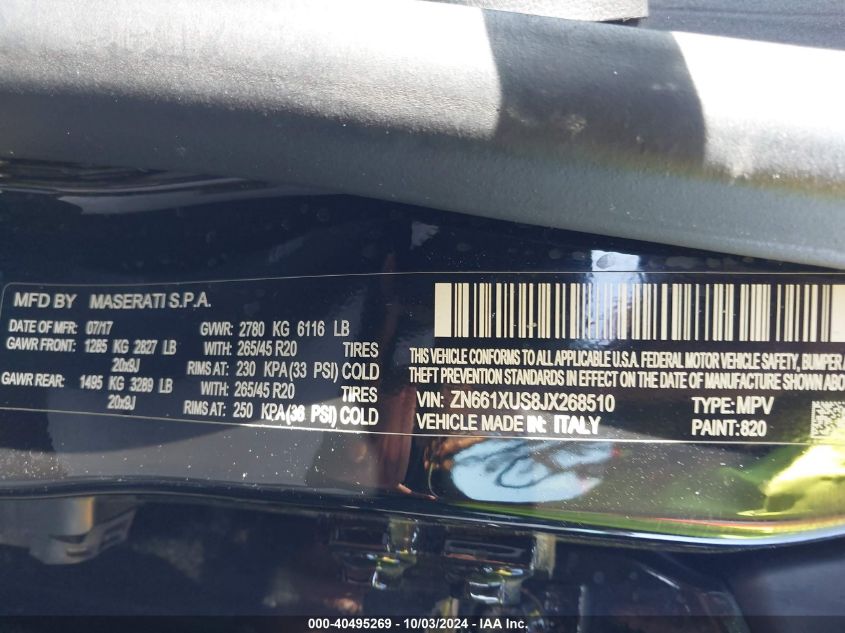 MFD BY MASERATI S.P.A.
DATE OF MFR: 07/17 GVWR: 2780 KG 6116 LB
GAWR FRONT: 1285 KG 2827 LB WITH: 265/45 R20 TIRES
20x9J RIMS AT: 230 KPA (33 PSI) COLD
GAWR REAR: 1495 KG 3289 LB WITH: 265/45 R20 TIRES
20x9J RIMS AT: 250 KPA (36 PSI) COLD
THIS VEHICLE CONFORMS TO ALL APPLICABLE U.S.A. FEDERAL MOTOR VEHICLE SAFETY, BUMPER A
THEFT PREVENTION STANDARDS IN EFFECT ON THE DATE OF MANUFACTURE SHOWN ABO
VIN: ZN661XUS8JX268510 TYPE: MPV
VEHICLE MADE IN: ITALY PAINT: 820
000-40495269 - 10/03/2024 - IAA Inc.